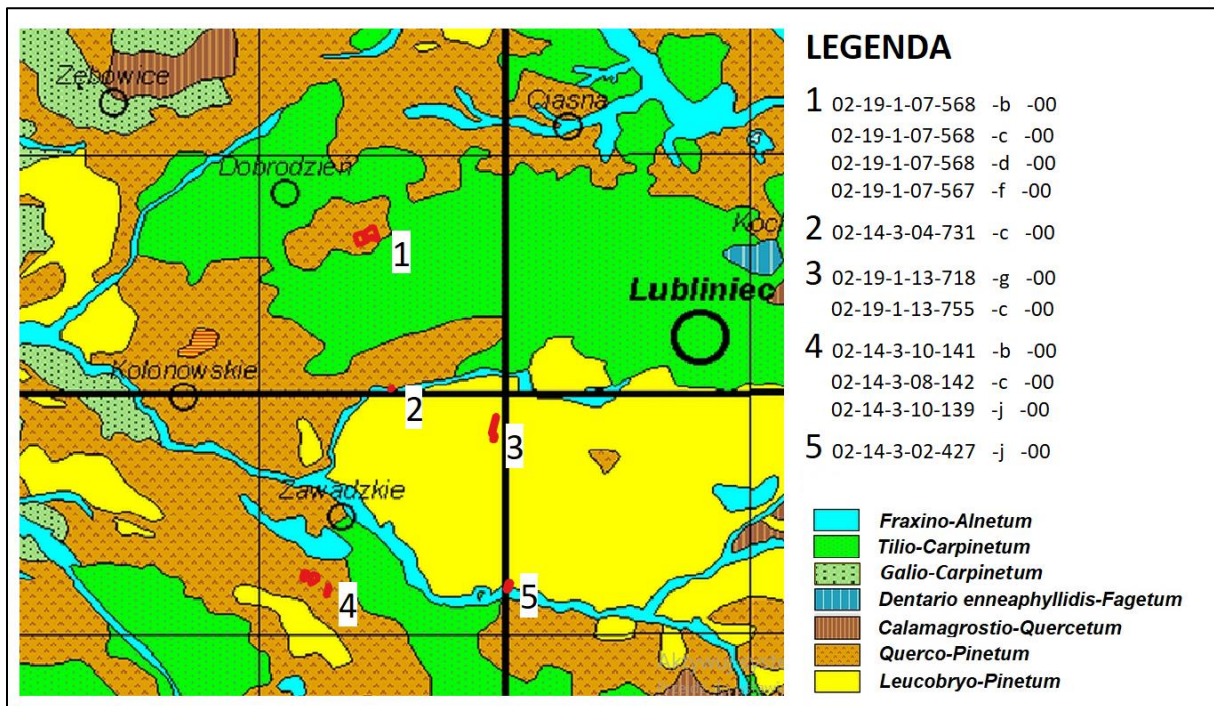 Zębowice
Ciasna
Dobrodzień
Koch
1
Lubliniec
Kolonowskie
2
3
Zawadzkie
4
5
LEGENDA
1 02-19-1-07-568 -b -00
02-19-1-07-568 -c -00
02-19-1-07-568 -d -00
02-19-1-07-567 -f -00
2 02-14-3-04-731 -c -00
3 02-19-1-13-718 -g -00
02-19-1-13-755 -c -00
4 02-14-3-10-141 -b -00
02-14-3-08-142 -c -00
02-14-3-10-139 -j -00
5 02-14-3-02-427 -j -00
Fraxino-Alnetum
Tilio-Carpinetum
Galio-Carpinetum
Dentario enneaphyllidis-Fagetum
Calamagrostio-Quercetum
Querco-Pinetum
Leucobryo-Pinetum